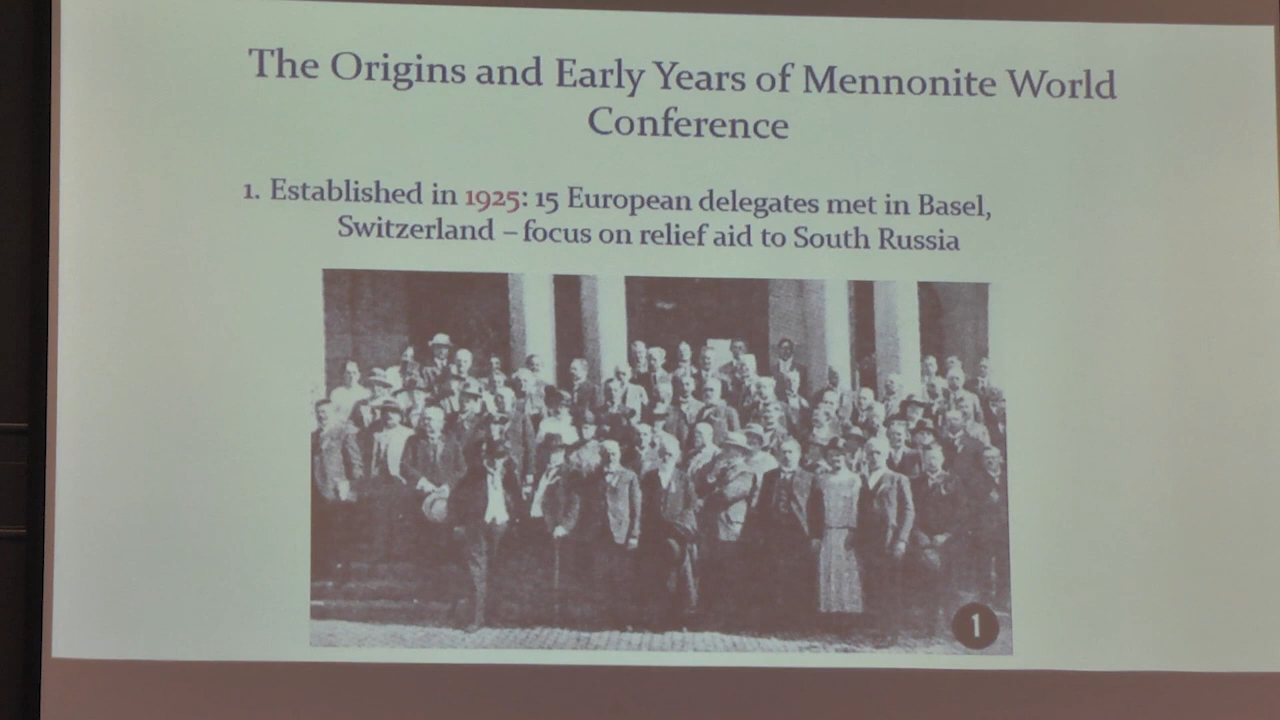 The Origins and Early Years of Mennonite World
Conference
1. Established in 1925: 15 European delegates met in Basel,
Switzerland – focus on relief aid to South Russia
1